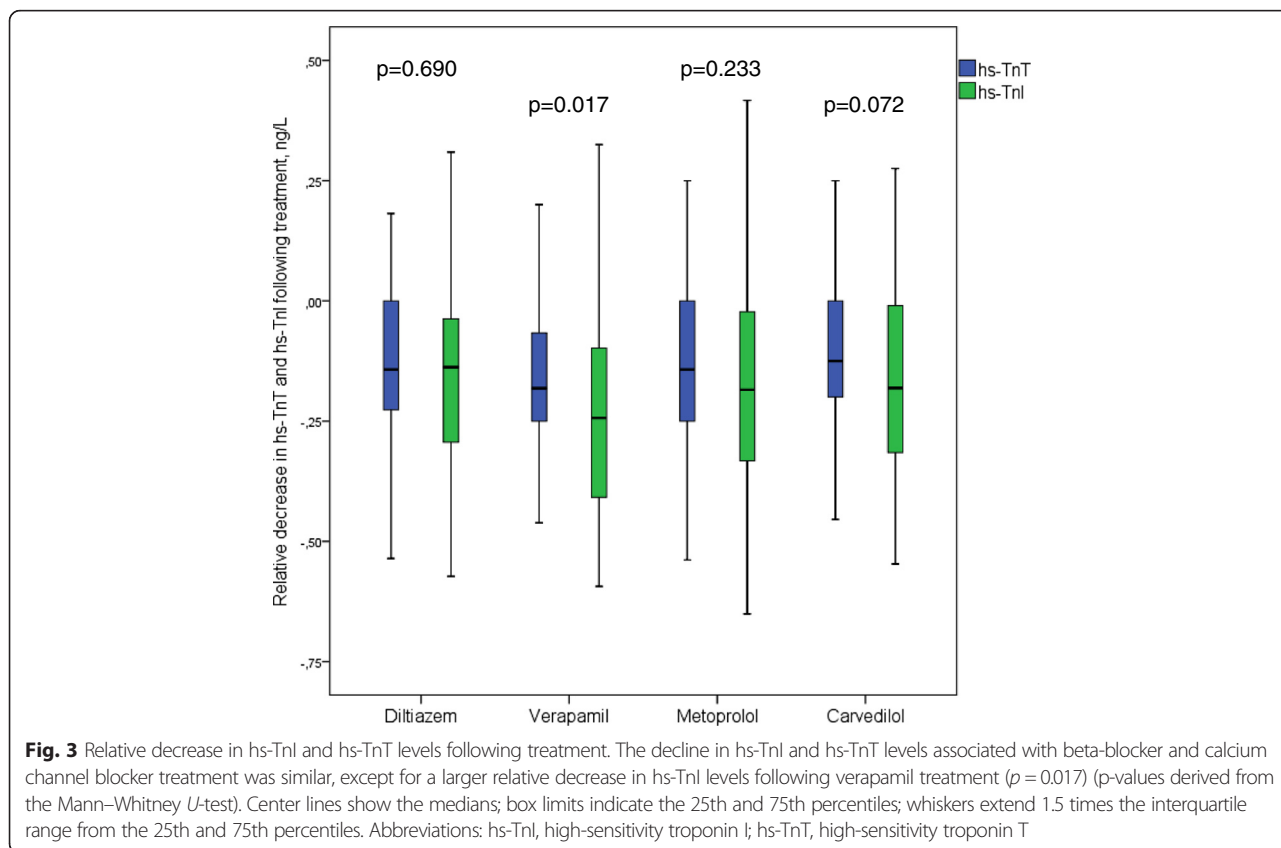 ,50
p=0.690
p=0.233
hs-TnT
hs-TnI
p=0.017
p=0.072
,25
,00
-,25
-,50
-,75
Relative decrease in hs-TnT and hs-TnI following treatment, ng/L
Diltiazem
Verapamil
Metoprolol
Carvedilol
Fig. 3 Relative decrease in hs-TnI and hs-TnT levels following treatment. The decline in hs-TnI and hs-TnT levels associated with beta-blocker and calcium
channel blocker treatment was similar, except for a larger relative decrease in hs-TnI levels following verapamil treatment (p = 0.017) (p-values derived from
the Mann–Whitney U-test). Center lines show the medians; box limits indicate the 25th and 75th percentiles; whiskers extend 1.5 times the interquartile
range from the 25th and 75th percentiles. Abbreviations: hs-TnI, high-sensitivity troponin I; hs-TnT, high-sensitivity troponin T